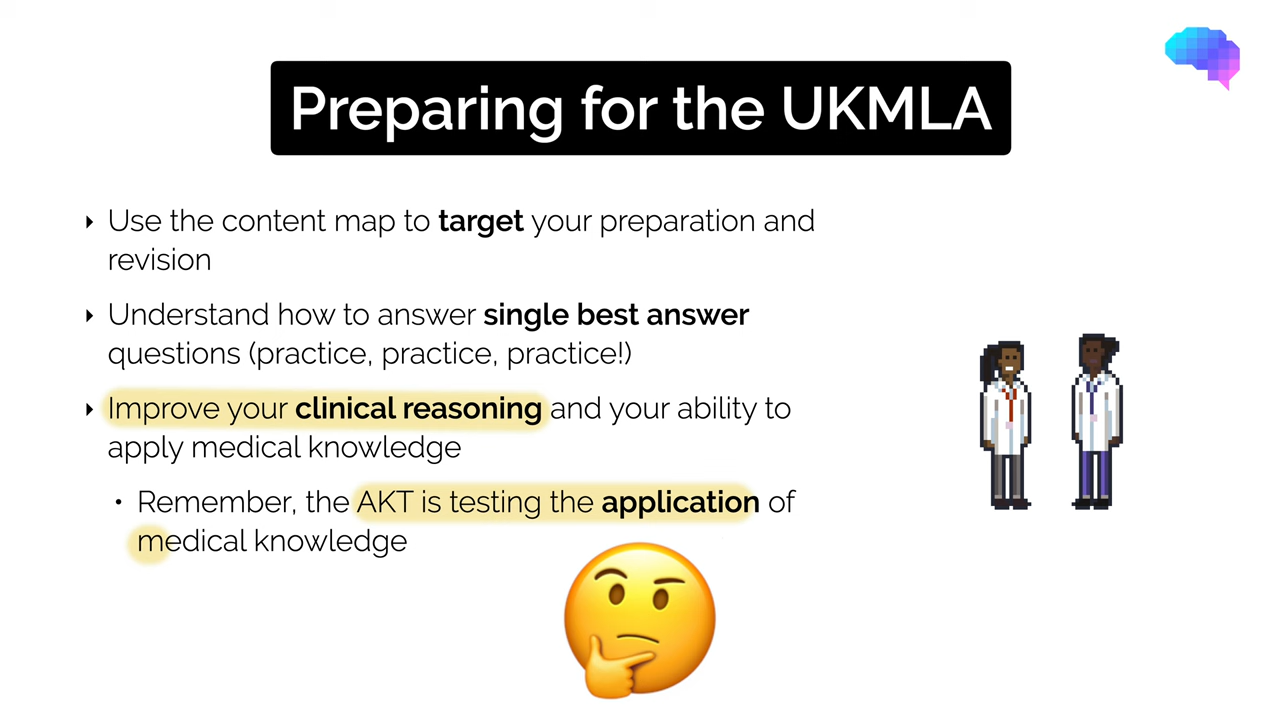 Preparing for the UKMLA
Use the content map to target your preparation and
revision
Understand how to answer single best answer
questions (practice, practice, practice!)
Improve your clinical reasoning and your ability to
apply medical knowledge
Remember, the AKT is testing the application of
medical knowledge